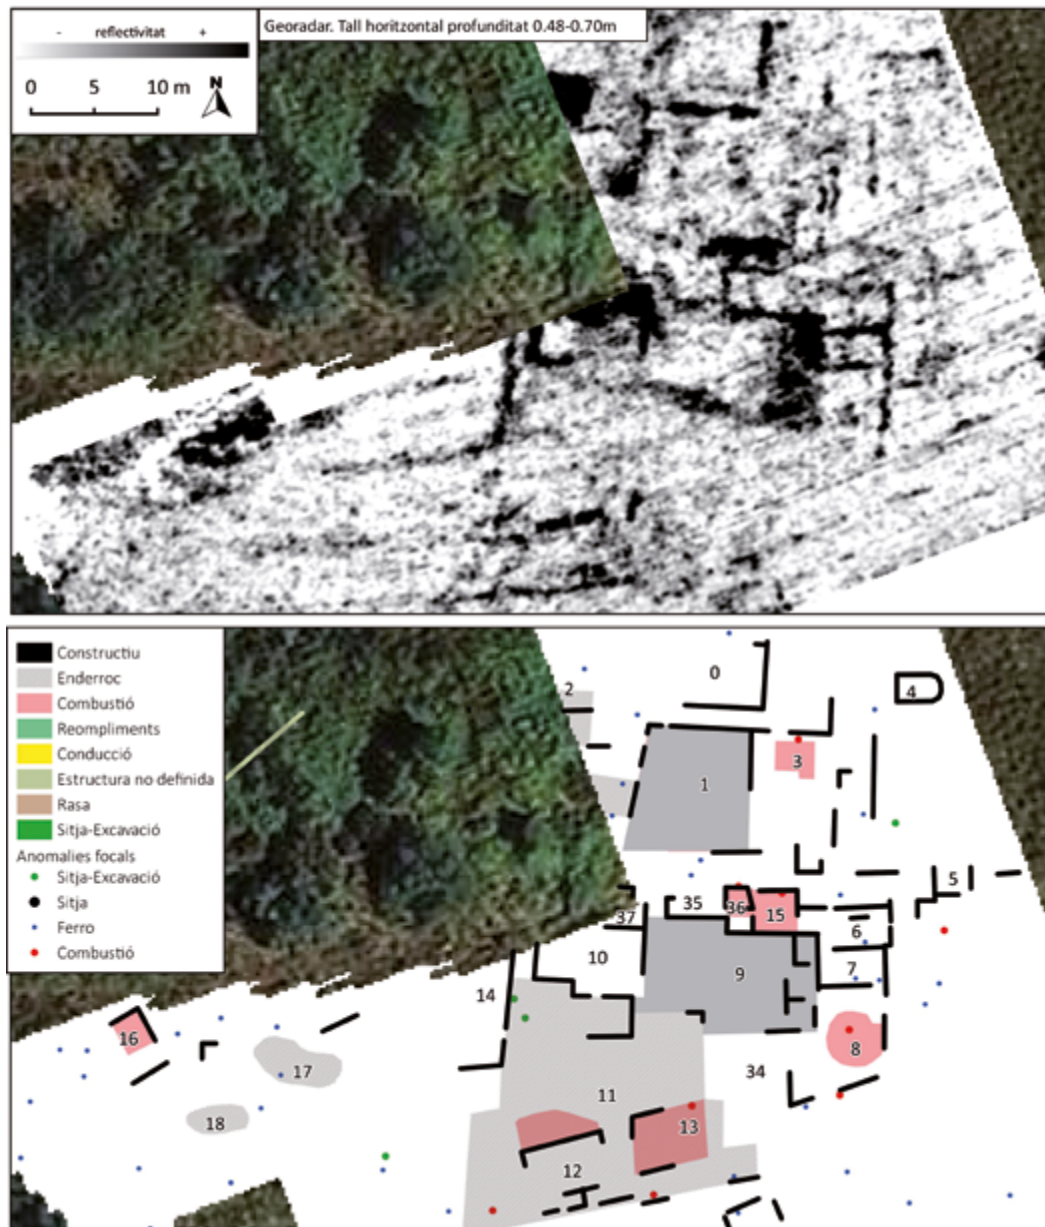 Georadar. Tall horitzontal profunditat 0.48-0.70m
- reflectivitat +
0 5 10 m
N
Constructiu
Enderroc
Combustió
Reompliments
Conducció
Estructura no definida
Rasa
Sitja-Excavació
Anomalies focals
Sitja-Excavació
Sitja
Ferro
Combustió
0
2
4
3
1
5
35
36
15
37
6
10
9
7
14
16
8
17
34
11
18
13
12